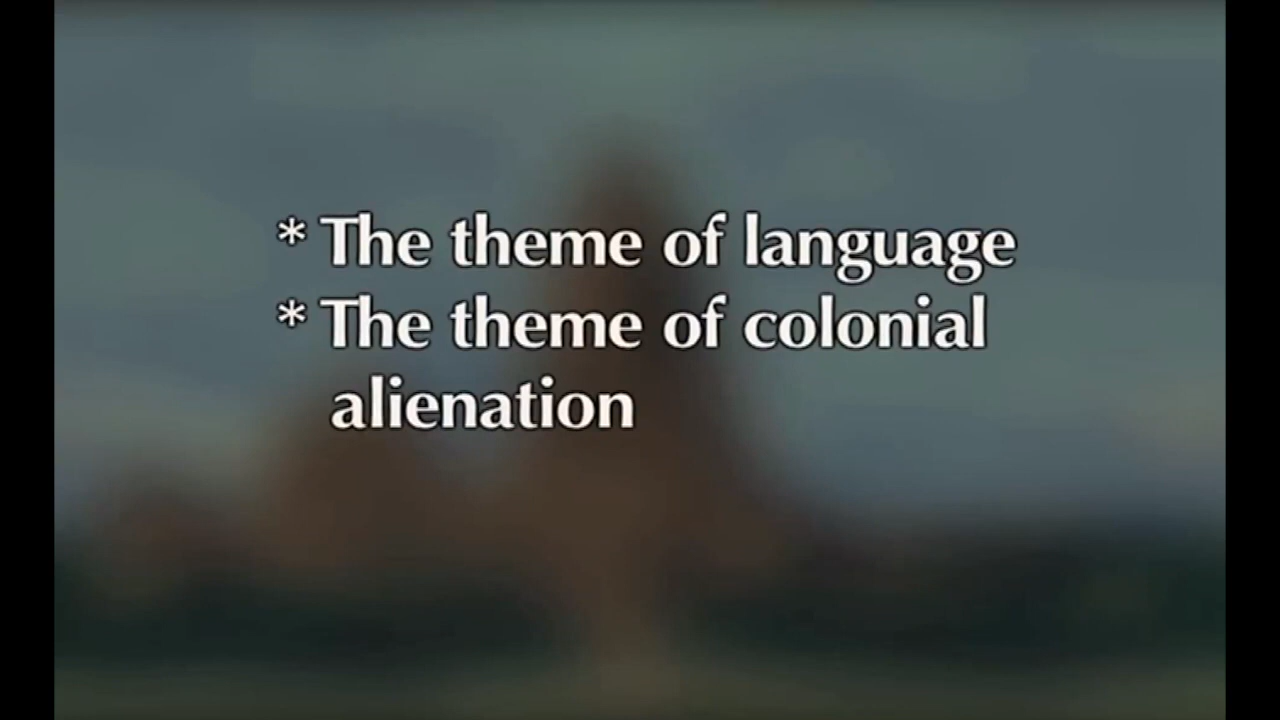 * The theme of language
* The theme of colonial
alienation